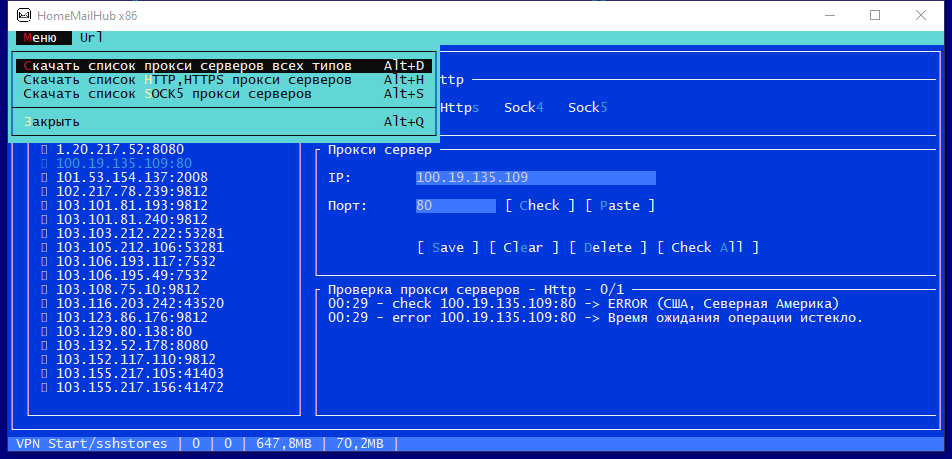 HomeMailHub x86
Меню Url
Скачать список прокси серверов всех типов Alt+D
Скачать список HTTP,HTTPS прокси серверов Alt+H
Скачать список SOCK5 прокси серверов Alt+S
Закрыть Alt+Q
ttp
Https Sock4 Sock5
1.20.217.52:8080
100.19.135.109:80
101.53.154.137:2008
102.217.78.239:9812
103.101.81.193:9812
103.101.81.240:9812
103.103.212.222:53281
103.105.212.106:53281
103.106.193.117:7532
103.106.195.49:7532
103.108.75.10:9812
103.116.203.242:43520
103.123.86.176:9812
103.129.80.138:80
103.132.52.178:8080
103.152.117.110:9812
103.155.217.105:41403
103.155.217.156:41472
Прокси сервер
IP: 100.19.135.109
Порт: 80 [ Check ] [ Paste ]
[ Save ] [ Clear ] [ Delete ] [ Check All ]
Проверка прокси серверов - Http - 0/1
00:29 - check 100.19.135.109:80 -> ERROR (США, Северная Америка)
00:29 - error 100.19.135.109:80 -> Время ожидания операции истекло.
VPN Start/sshstores | 0 | 0 | 647,8MB | 70,2MB |